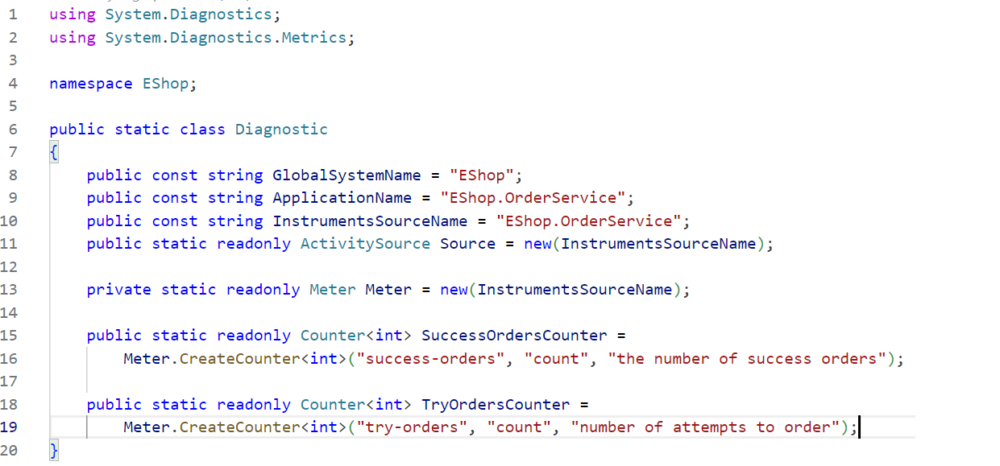 1 using System.Diagnostics;
2 using System.Diagnostics.Metrics;
3
4 namespace EShop;
5
6 public static class Diagnostic
7 {
8 public const string GlobalSystemName = "EShop";
9 public const string ApplicationName = "EShop.OrderService";
10 public const string InstrumentsSourceName = "EShop.OrderService";
11 public static readonly ActivitySource Source = new(InstrumentsSourceName);
12
13 private static readonly Meter Meter = new(InstrumentsSourceName);
14
15 public static readonly Counter<int> SuccessOrdersCounter =
16 Meter.CreateCounter<int>("success-orders", "count", "the number of success orders");
17
18 public static readonly Counter<int> TryOrdersCounter =
19 Meter.CreateCounter<int>("try-orders", "count", "number of attempts to order");
20 }